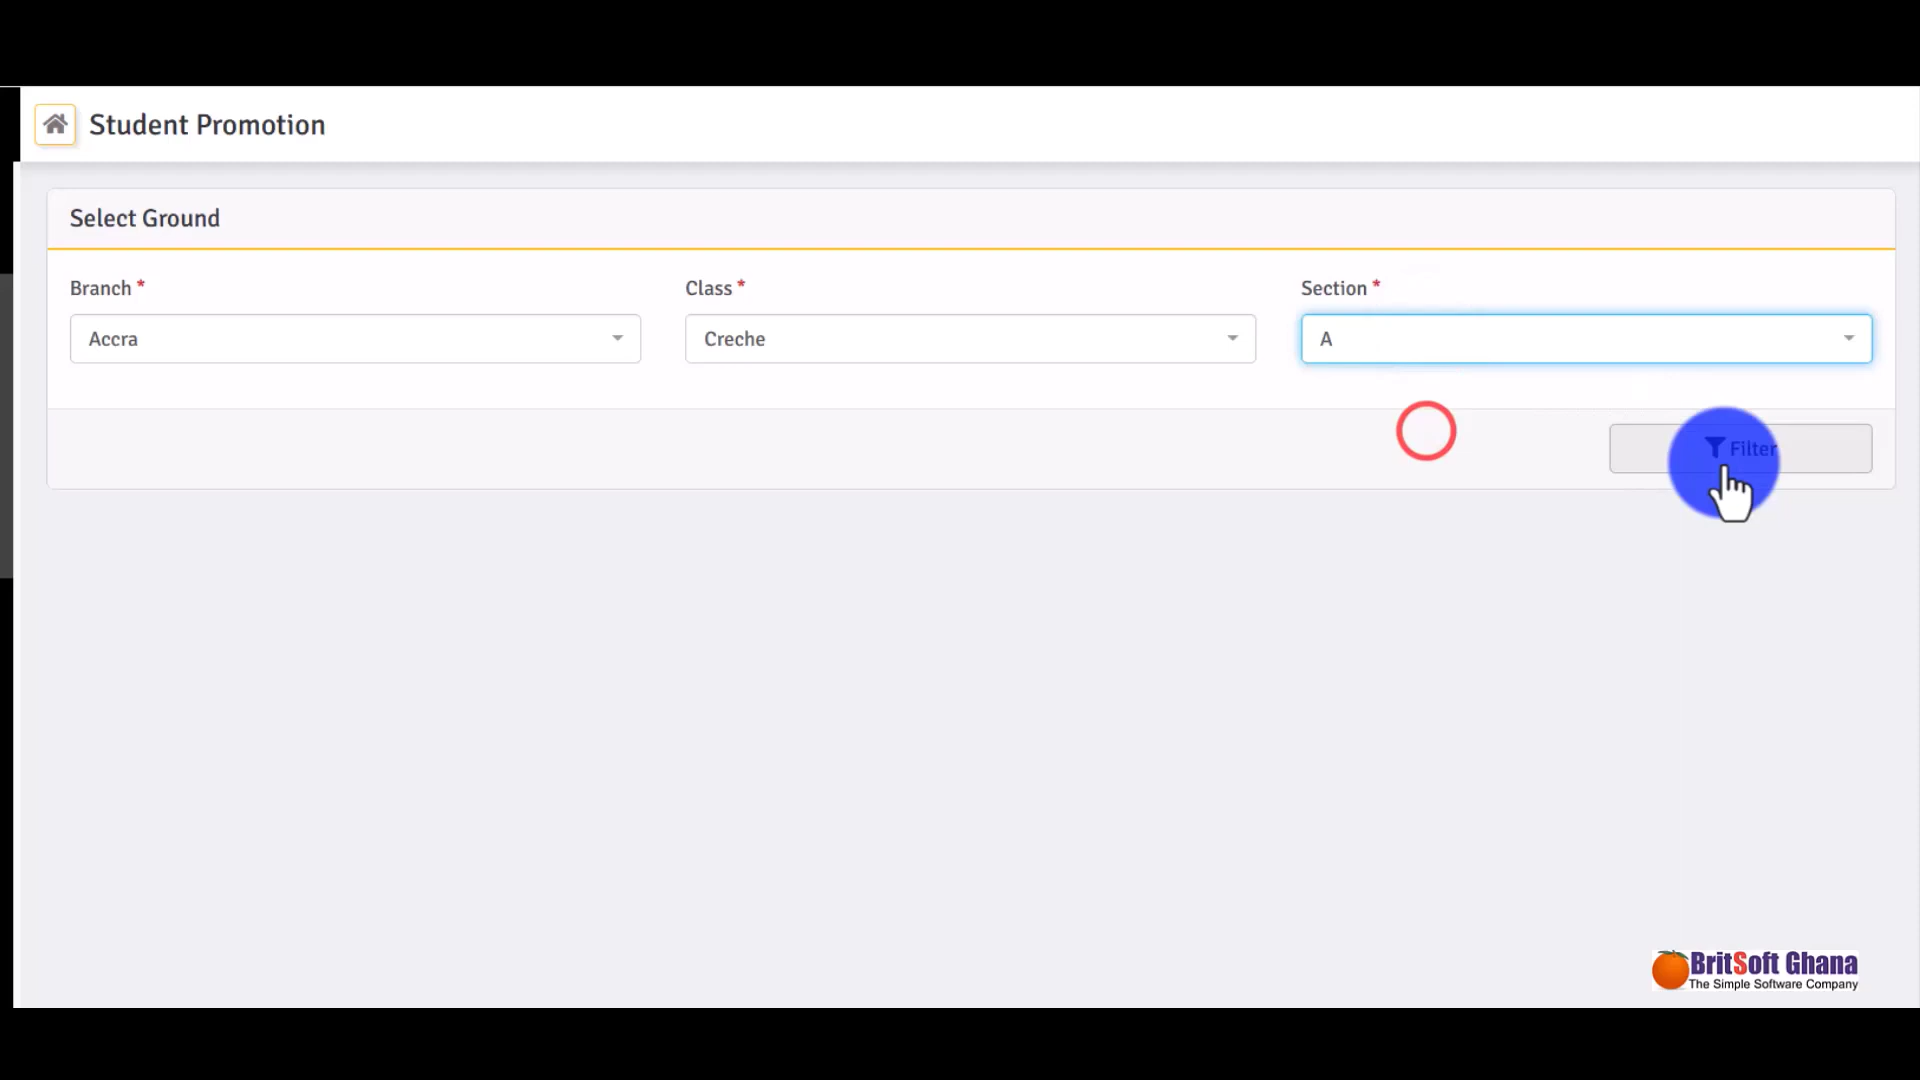 Student Promotion
Select Ground
Branch *
Class *
Section *
Accra
Creche
A
Filter
BritSoft Ghana
The Simple Software Company